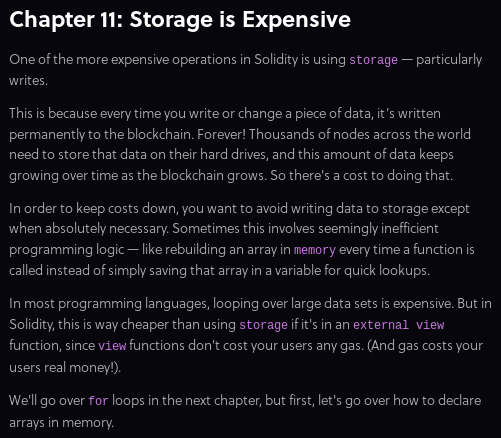 Chapter 11: Storage is Expensive
One of the more expensive operations in Solidity is using storage — particularly
writes.
This is because every time you write or change a piece of data, it's written
permanently to the blockchain. Forever! Thousands of nodes across the world
need to store that data on their hard drives, and this amount of data keeps
growing over time as the blockchain grows. So there's a cost to doing that.
In order to keep costs down, you want to avoid writing data to storage except
when absolutely necessary. Sometimes this involves seemingly inefficient
programming logic — like rebuilding an array in memory every time a function is
called instead of simply saving that array in a variable for quick lookups.
In most programming languages, looping over large data sets is expensive. But in
Solidity, this is way cheaper than using storage if it's in an external view
function, since view functions don't cost your users any gas. (And gas costs your
users real money!).
We'll go over for loops in the next chapter, but first, let's go over how to declare
arrays in memory.